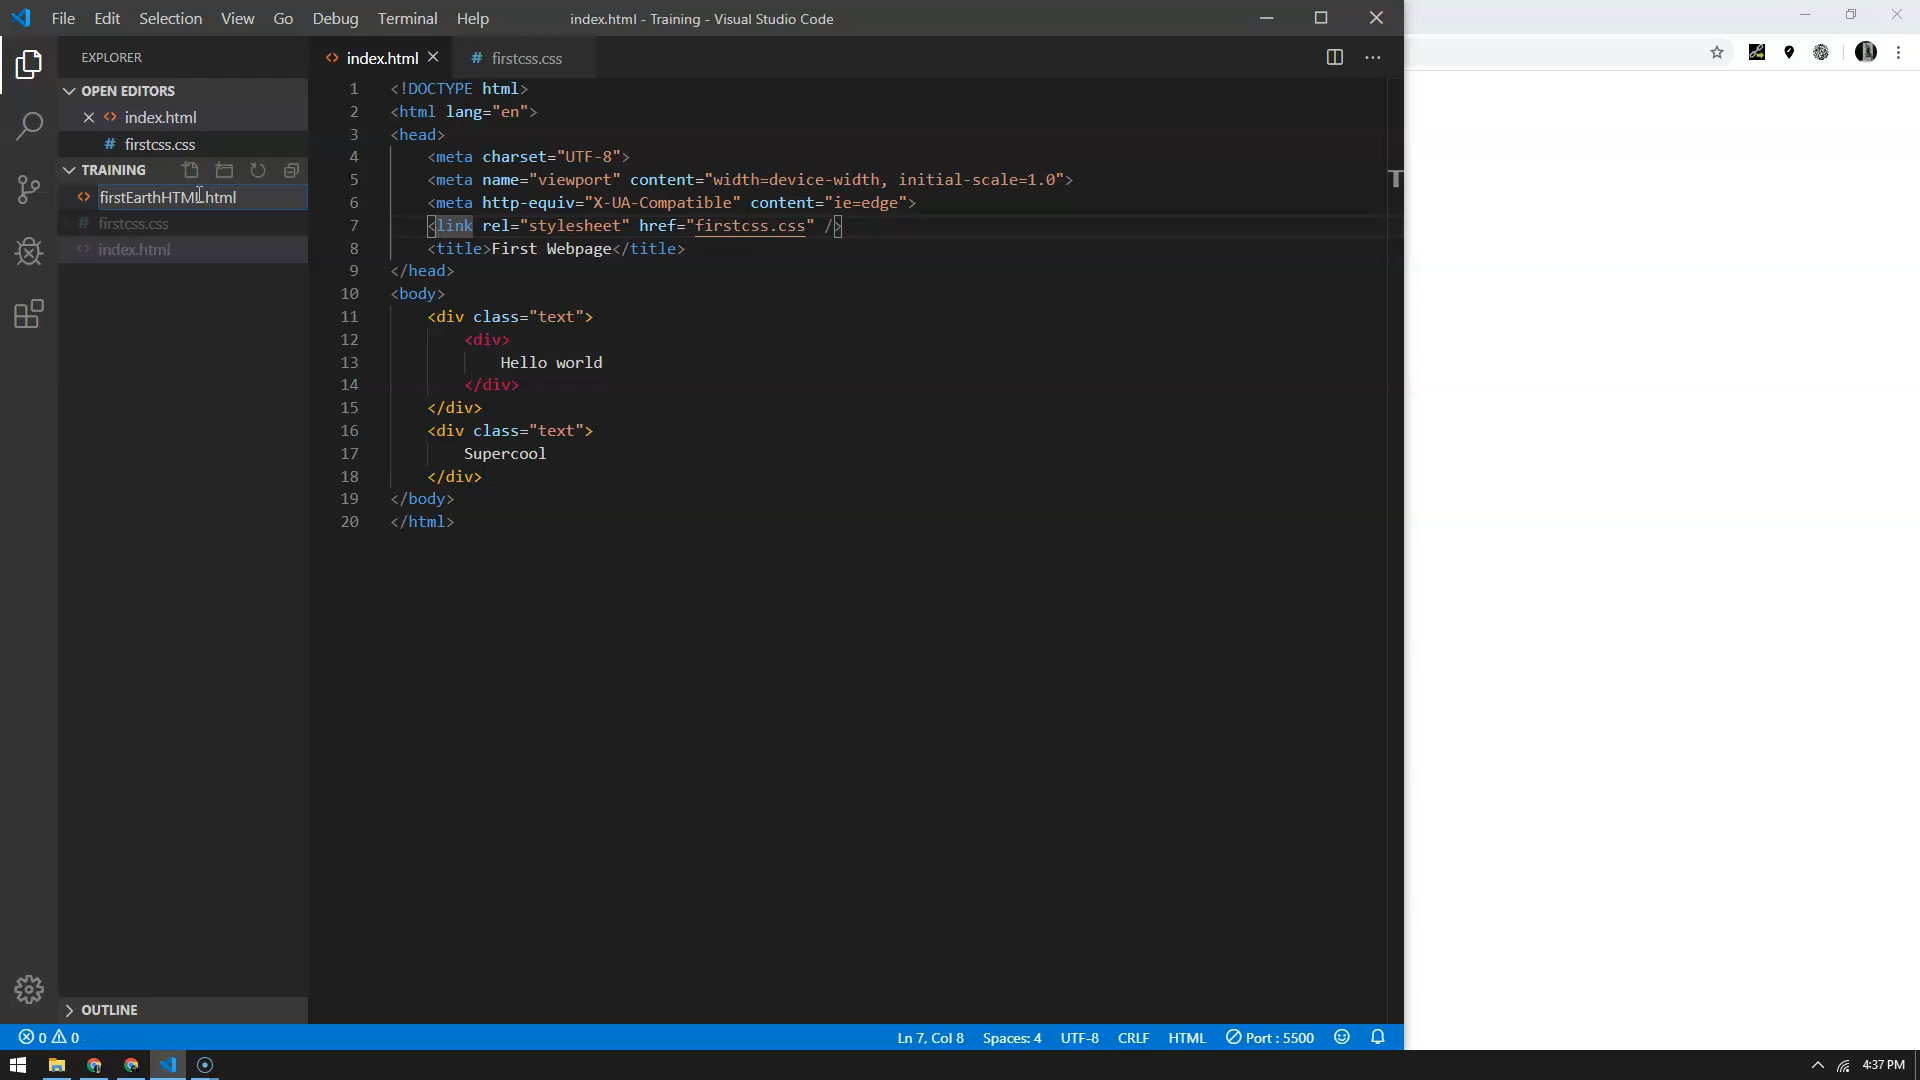 File Edit Selection View Go Debug Terminal Help
index.html - Training - Visual Studio Code
EXPLORER
OPEN EDITORS
index.html
firstcss.css
TRAINING
firstEarthHTML.html
firstcss.css
index.html
OUTLINE
index.html
# firstcss.css
1 <!DOCTYPE html>
2 <html lang="en">
3 <head>
4 <meta charset="UTF-8">
5 <meta name="viewport" content="width=device-width, initial-scale=1.0">
6 <meta http-equiv="X-UA-Compatible" content="ie=edge">
7 <link rel="stylesheet" href="firstcss.css" />
8 <title>First Webpage</title>
9 </head>
10 <body>
11 <div class="text">
12 <div>
13 Hello world
14 </div>
15 </div>
16 <div class="text">
17 Supercool
18 </div>
19 </body>
20 </html>
0 0
Ln 7, Col 8 Spaces: 4 UTF-8 CRLF HTML Port : 5500
4:37 PM